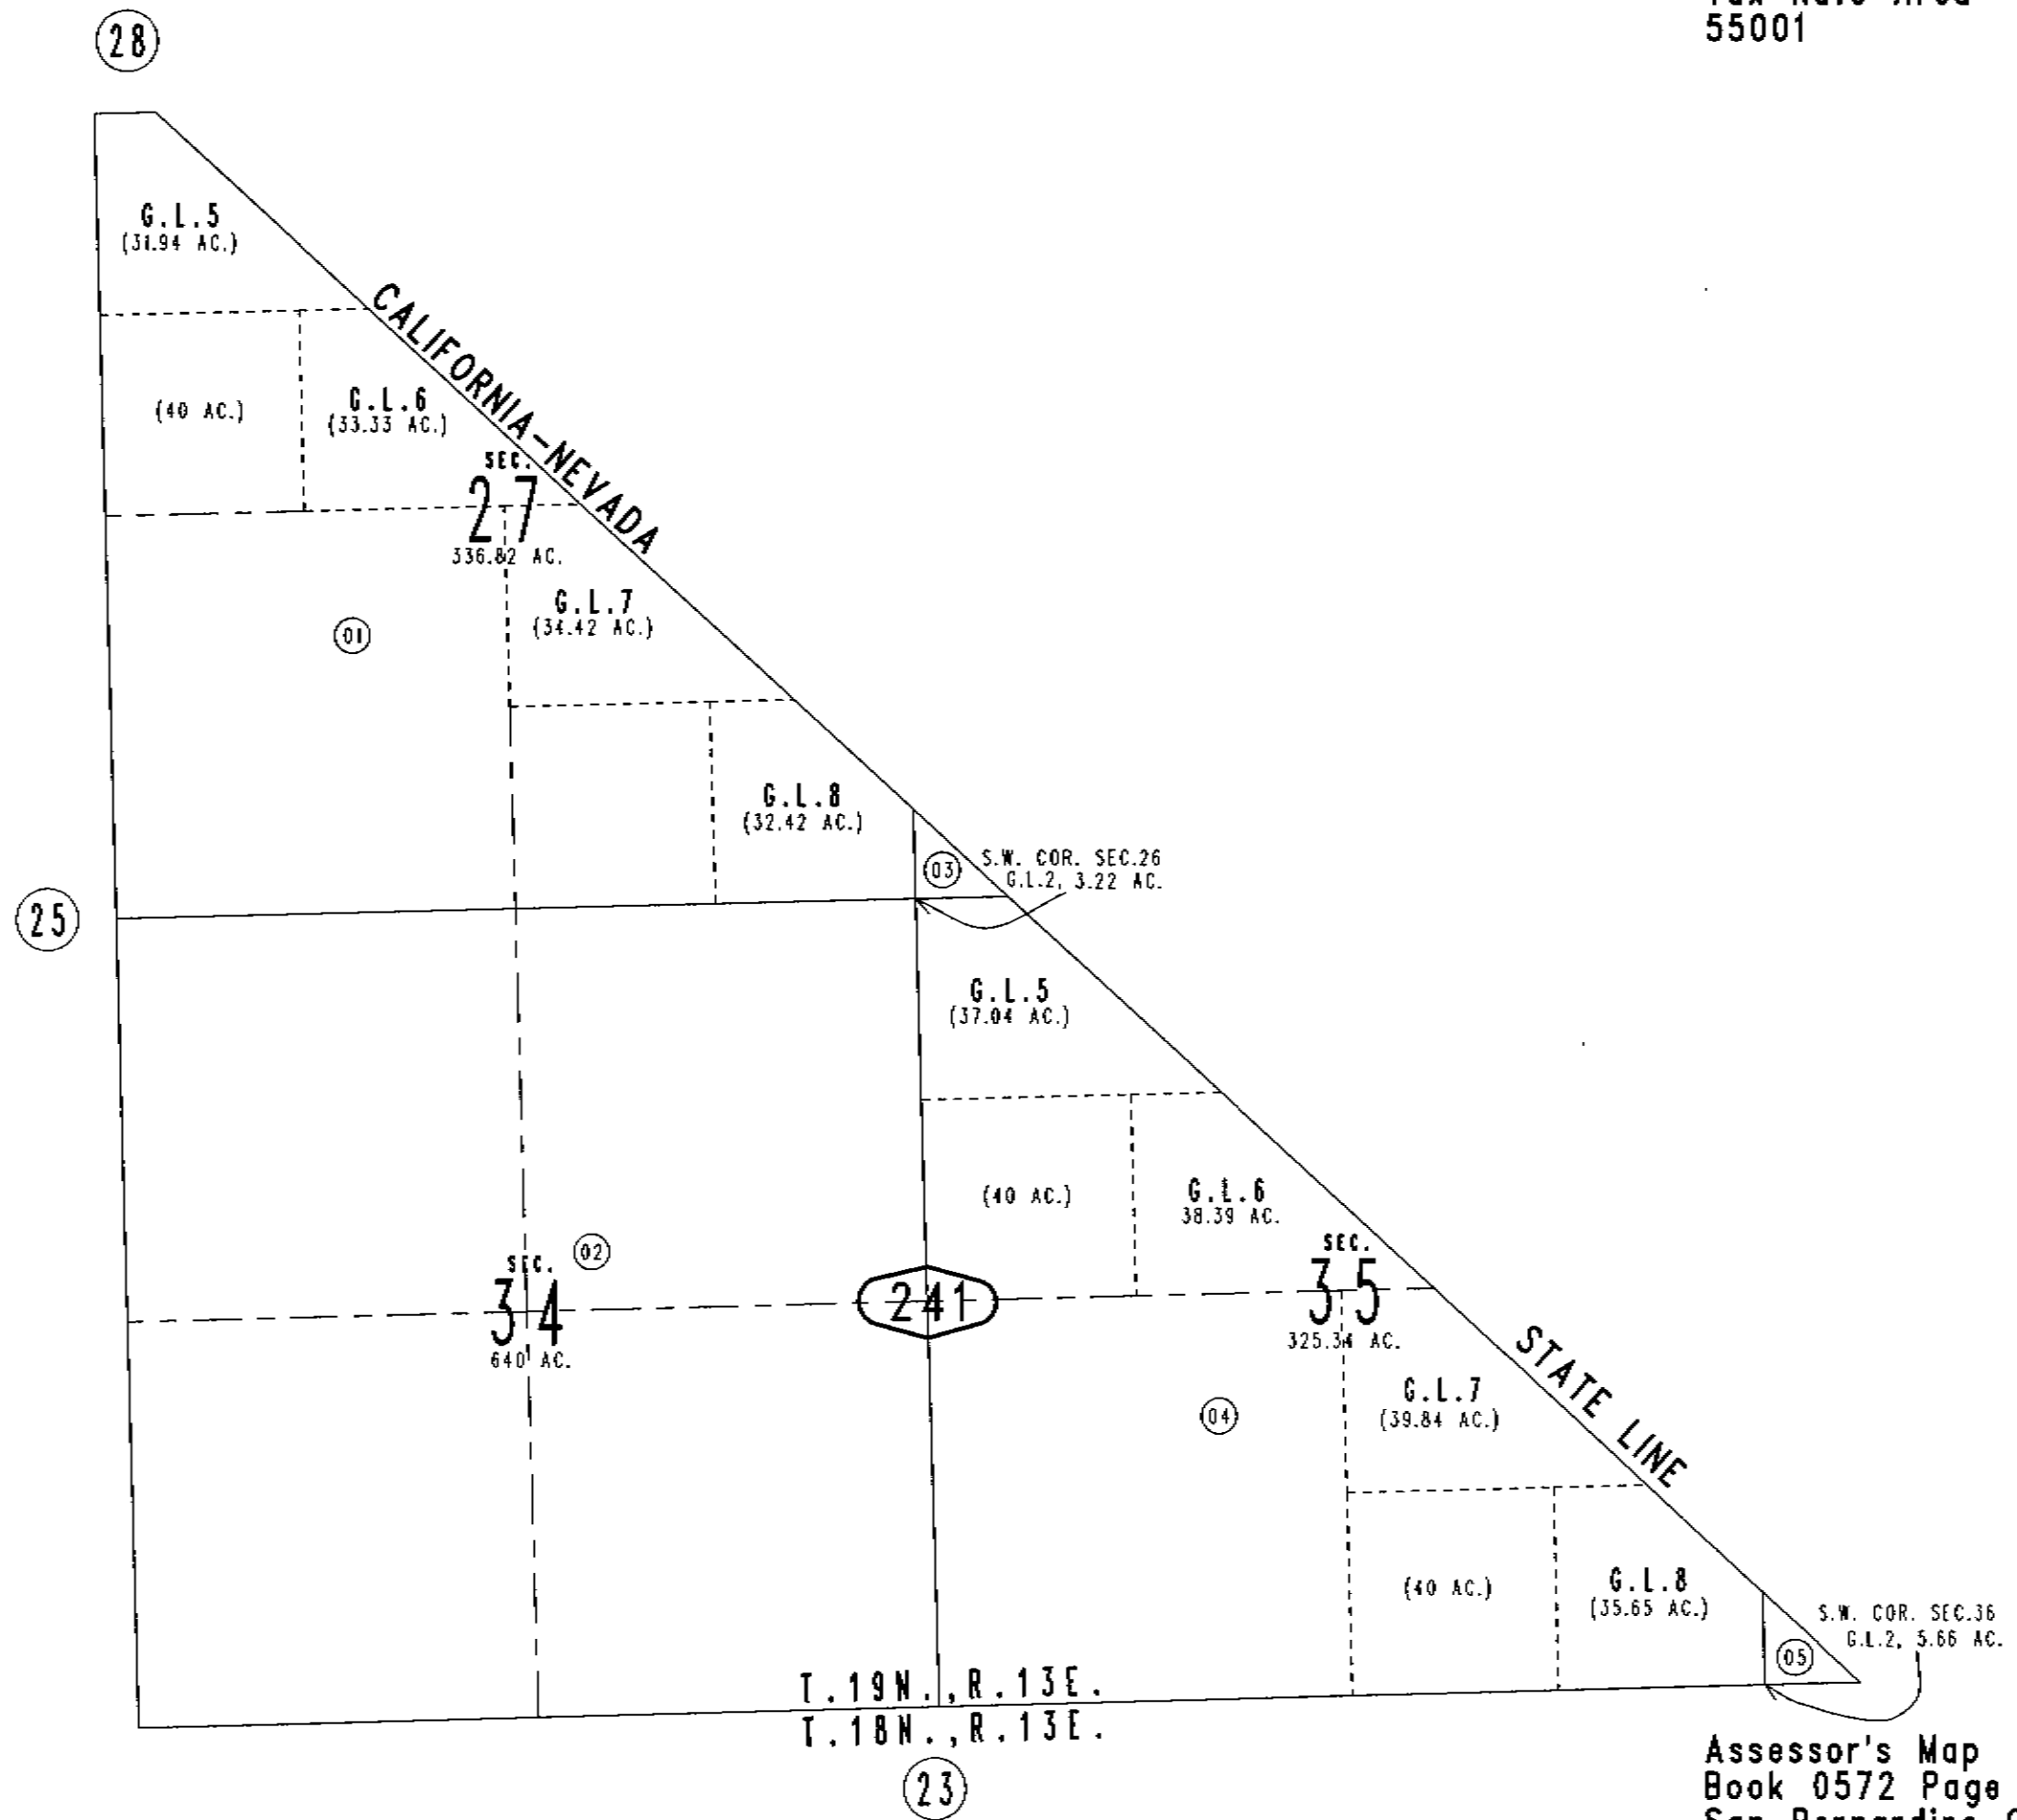 55001
28
G.L.5
(31.94 AC.)
CALIFORNIA-NEVADA
(40 AC.)
G.L.6
(33.33 AC.)
SEC.
27
336.82 AC.
G.L.7
(34.42 AC.)
01
G.L.8
(32.42 AC.)
03
S.W. COR. SEC.26
G.L.2, 3.22 AC.
25
G.L.5
(37.04 AC.)
(40 AC.)
G.L.6
38.39 AC.
02
SEC.
34
640 AC.
241
SEC.
35
325.34 AC.
STATE LINE
G.L.7
(39.84 AC.)
04
(40 AC.)
G.L.8
(35.65 AC.)
S.W. COR. SEC.36
G.L.2, 5.66 AC.
05
T.19N.,R.13E.
T.18N.,R.13E.
23
Assessor's Map
Book 0572 Page